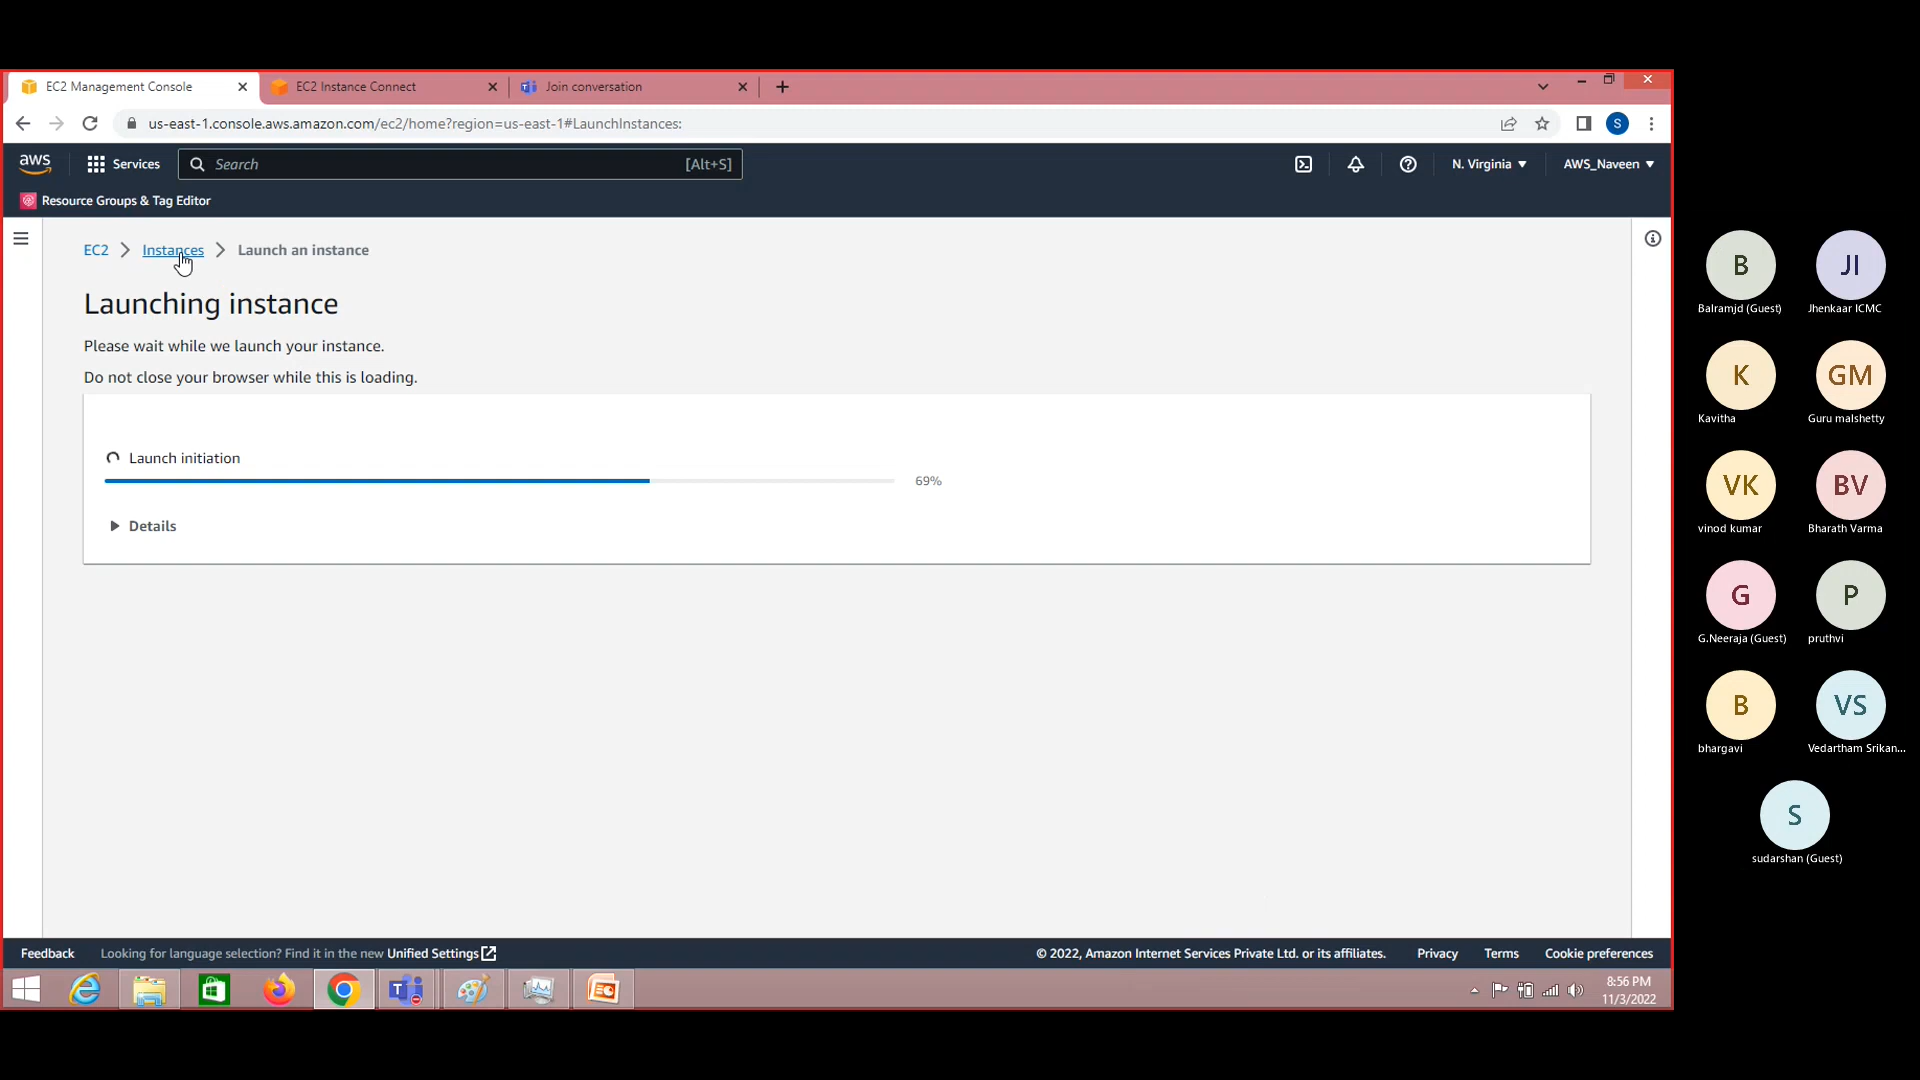 EC2 Management Console
EC2 Instance Connect
Join conversation
us-east-1.console.aws.amazon.com/ec2/home?region=us-east-1#LaunchInstances:
S
aws
Services
Search
[Alt+S]
N. Virginia
AWS_Naveen
Resource Groups & Tag Editor
EC2
Instances
Launch an instance
Launching instance
Please wait while we launch your instance.
Do not close your browser while this is loading.
Launch initiation
69%
Details
Feedback
Looking for language selection? Find it in the new Unified Settings
© 2022, Amazon Internet Services Private Ltd. or its affiliates.
Privacy
Terms
Cookie preferences
8:56 PM
11/3/2022
B
Balramjd (Guest)
JI
Jhenkaar ICMC
K
Kavitha
GM
Guru malshetty
VK
vinod kumar
BV
Bharath Varma
G
G.Neeraja (Guest)
P
pruthvi
B
bhargavi
VS
Vedartham Srikan...
S
sudarshan (Guest)